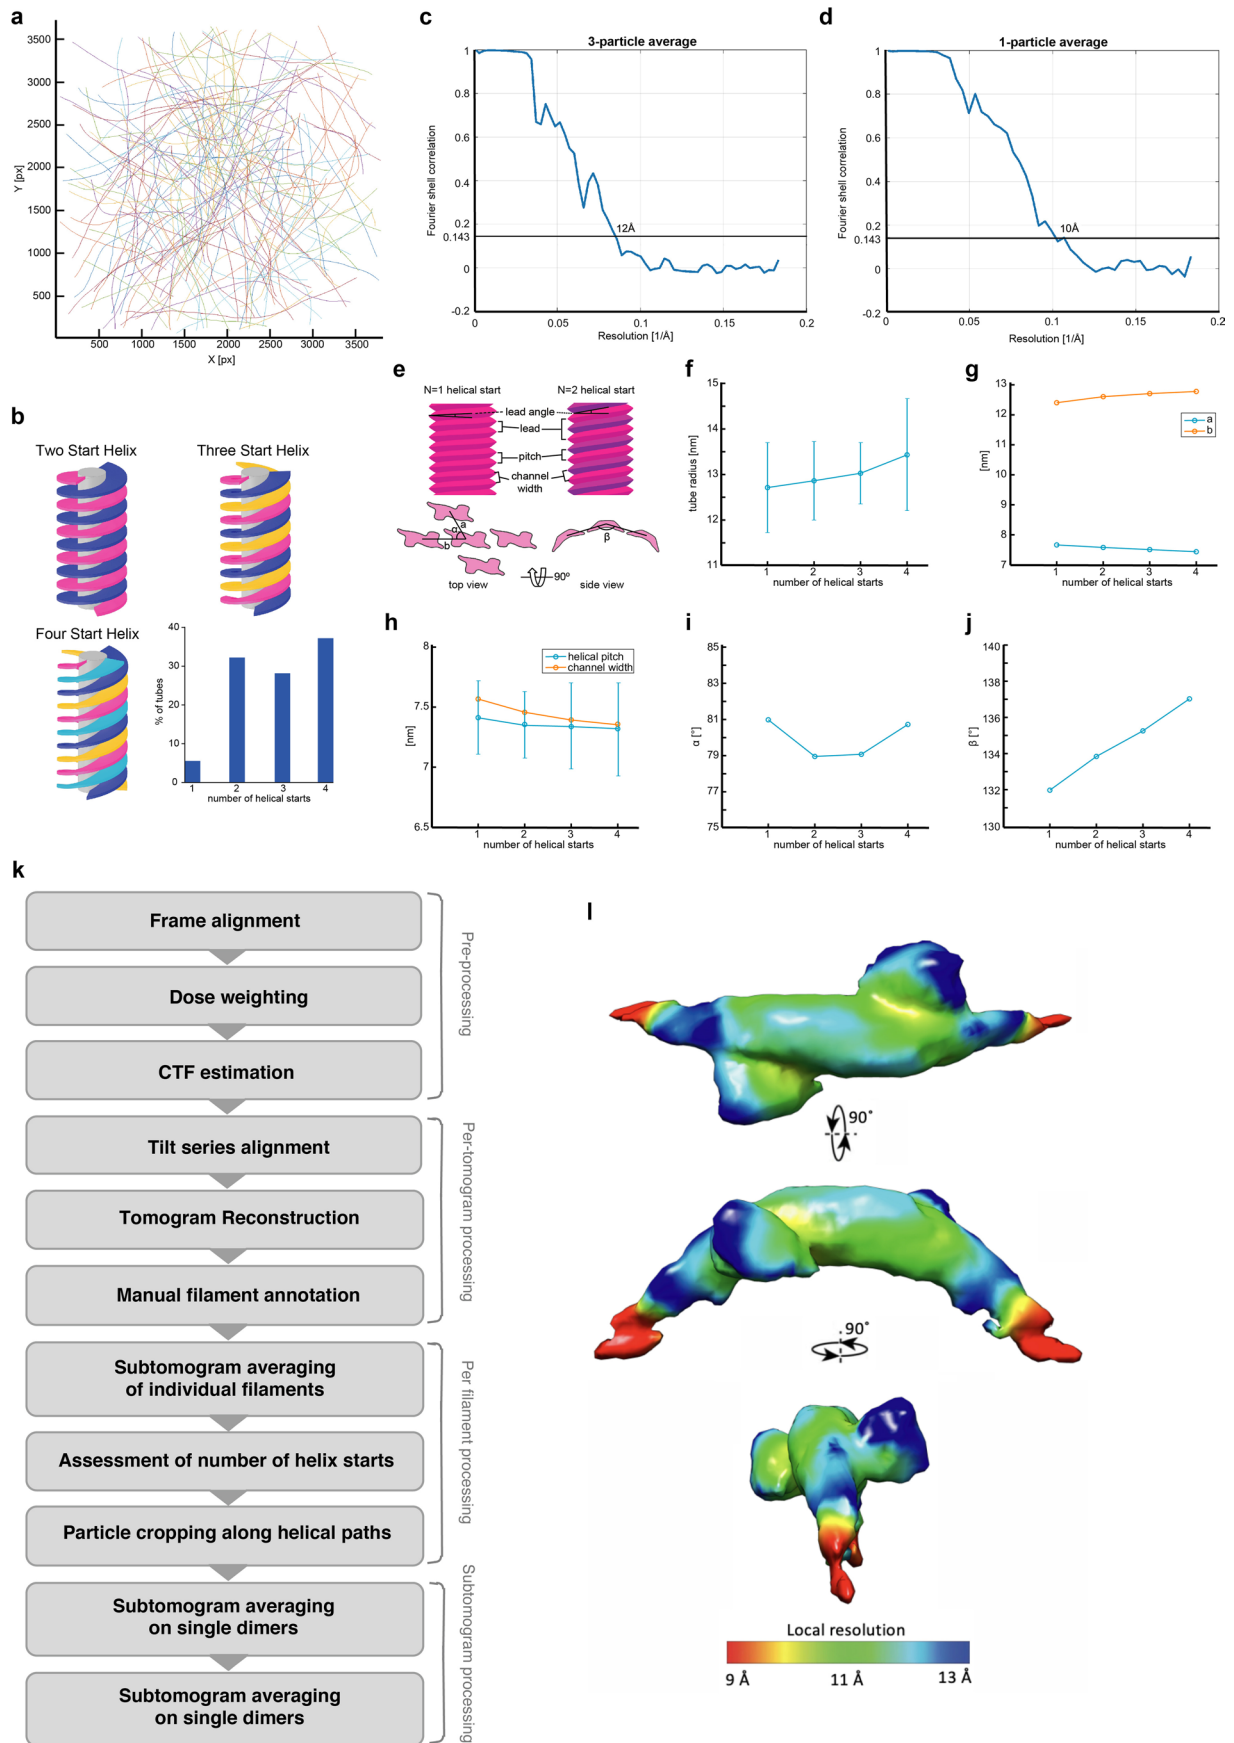 a
3500
3000
2500
2000
1500
1000
500
Y [px]
500 1000 1500 2000 2500 3000 3500
X [px]
b
Two Start Helix
Three Start Helix
Four Start Helix
40
30
20
10
0
% of tubes
1 2 3 4
number of helical starts
c
3-particle average
1
0.8
0.6
0.4
0.2
0.143
0
-0.2
Fourier shell correlation
12Å
0 0.05 0.1 0.15 0.2
Resolution [1/Å]
d
1-particle average
1
0.8
0.6
0.4
0.2
0.143
0
-0.2
Fourier shell correlation
10Å
0 0.05 0.1 0.15 0.2
Resolution [1/Å]
e
N=1 helical start
N=2 helical start
lead angle
lead
pitch
channel
width
a
α
b
β
top view
90º
side view
f
15
14
13
12
11
tube radius [nm]
1 2 3 4
number of helical starts
g
13
12
11
10
9
8
7
[nm]
a
b
1 2 3 4
number of helical starts
h
8
7.5
7
6.5
[nm]
helical pitch
channel width
1 2 3 4
number of helical starts
i
85
83
81
79
77
75
α [°]
1 2 3 4
number of helical starts
j
140
138
136
134
132
130
β [°]
1 2 3 4
number of helical starts
k
Frame alignment
Dose weighting
CTF estimation
Pre-processing
Tilt series alignment
Tomogram Reconstruction
Manual filament annotation
Per-tomogram processing
Subtomogram averaging
of individual filaments
Assessment of number of helix starts
Particle cropping along helical paths
Per filament processing
Subtomogram averaging
on single dimers
Subtomogram averaging
on single dimers
Subtomogram processing
l
90°
90°
Local resolution
9 Å 11 Å 13 Å